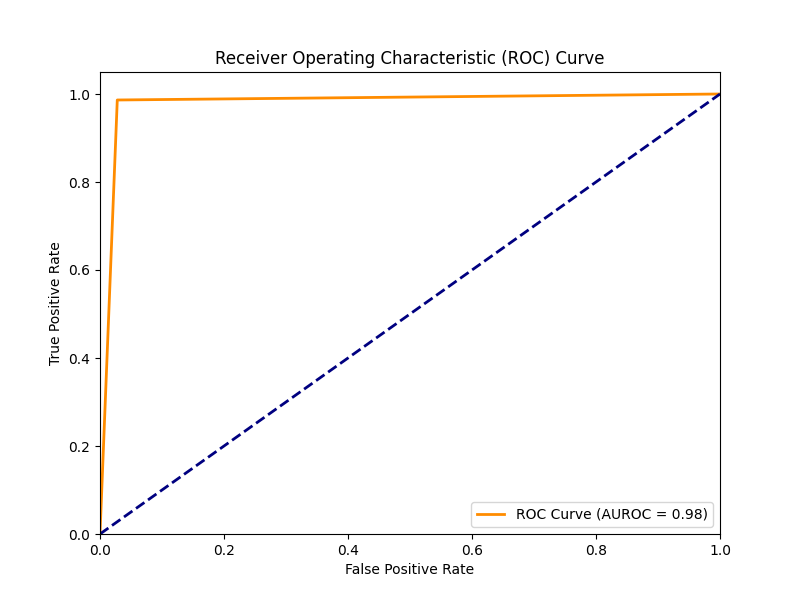 Receiver Operating Characteristic (ROC) Curve
1.0
0.8
0.6
0.4
0.2
0.0
True Positive Rate
ROC Curve (AUROC = 0.98)
0.0 0.2 0.4 0.6 0.8 1.0
False Positive Rate